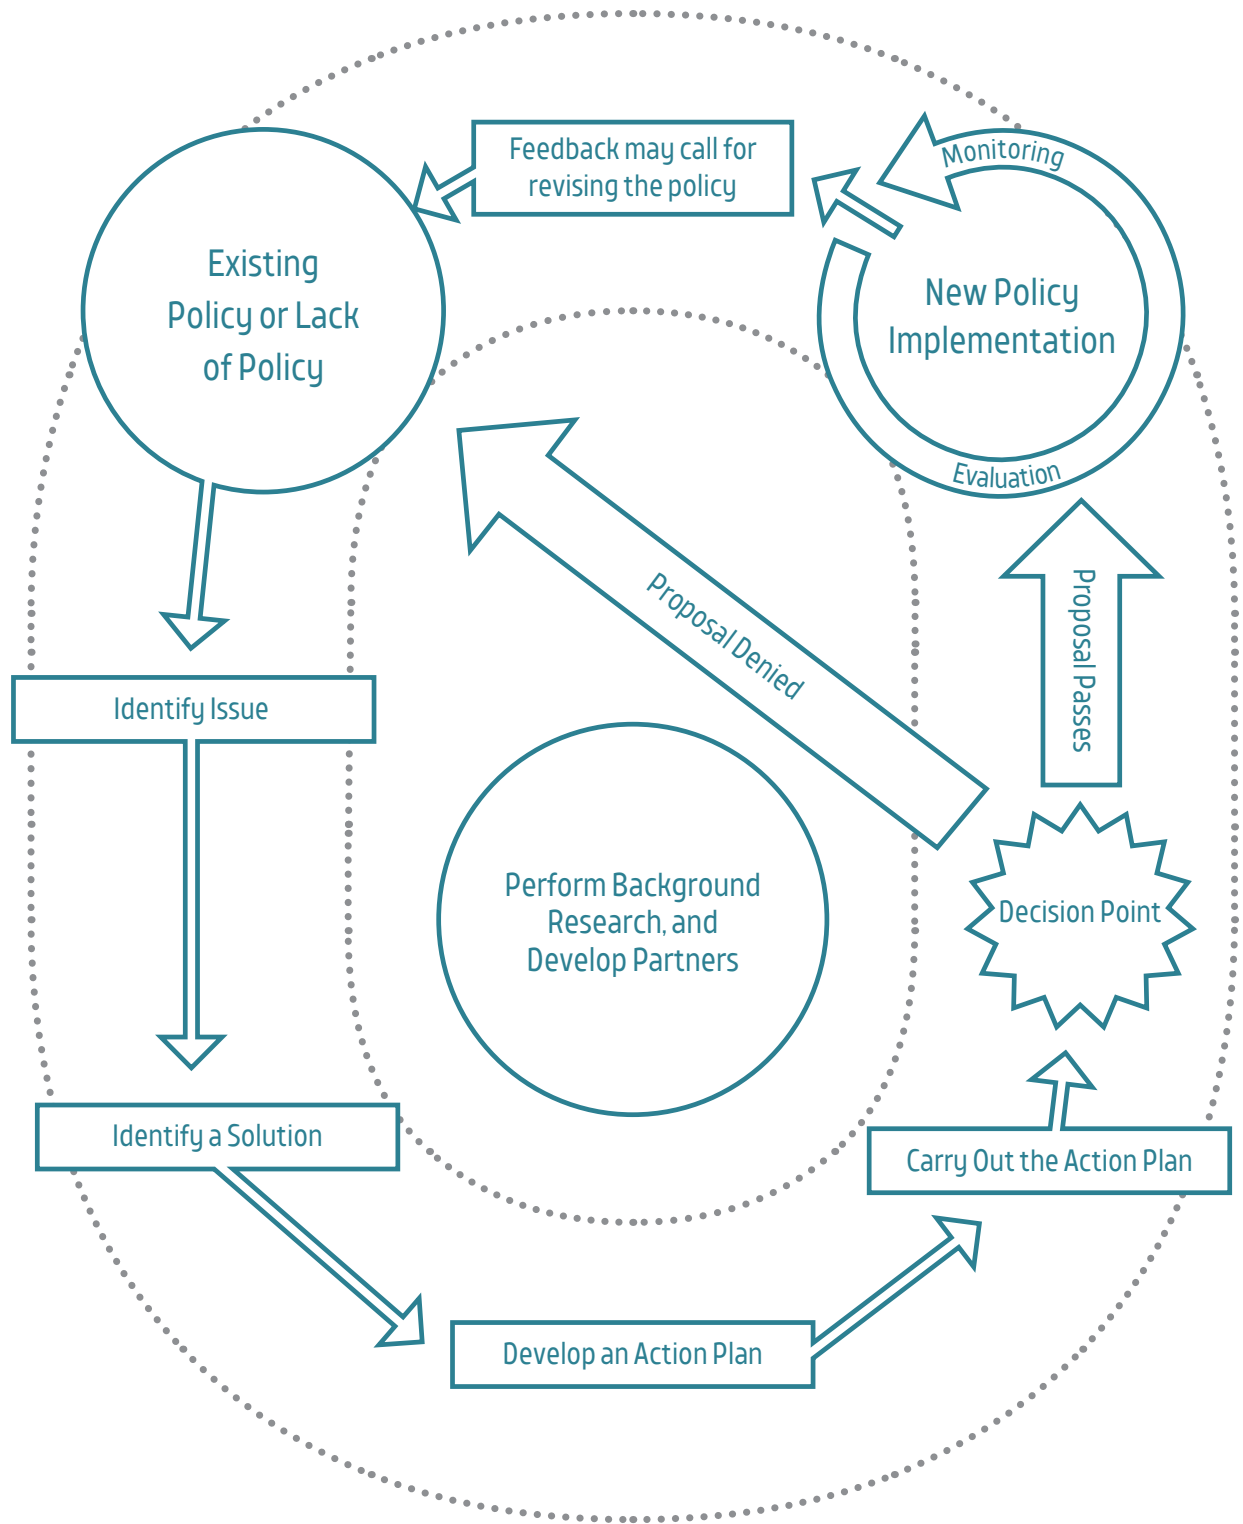 Feedback may call for
revising the policy
Monitoring
Existing
Policy or Lack
of Policy
New Policy
Implementation
Evaluation
Proposal Denied
Proposal Passes
Identify Issue
Perform Background
Research, and
Develop Partners
Decision Point
Identify a Solution
Carry Out the Action Plan
Develop an Action Plan